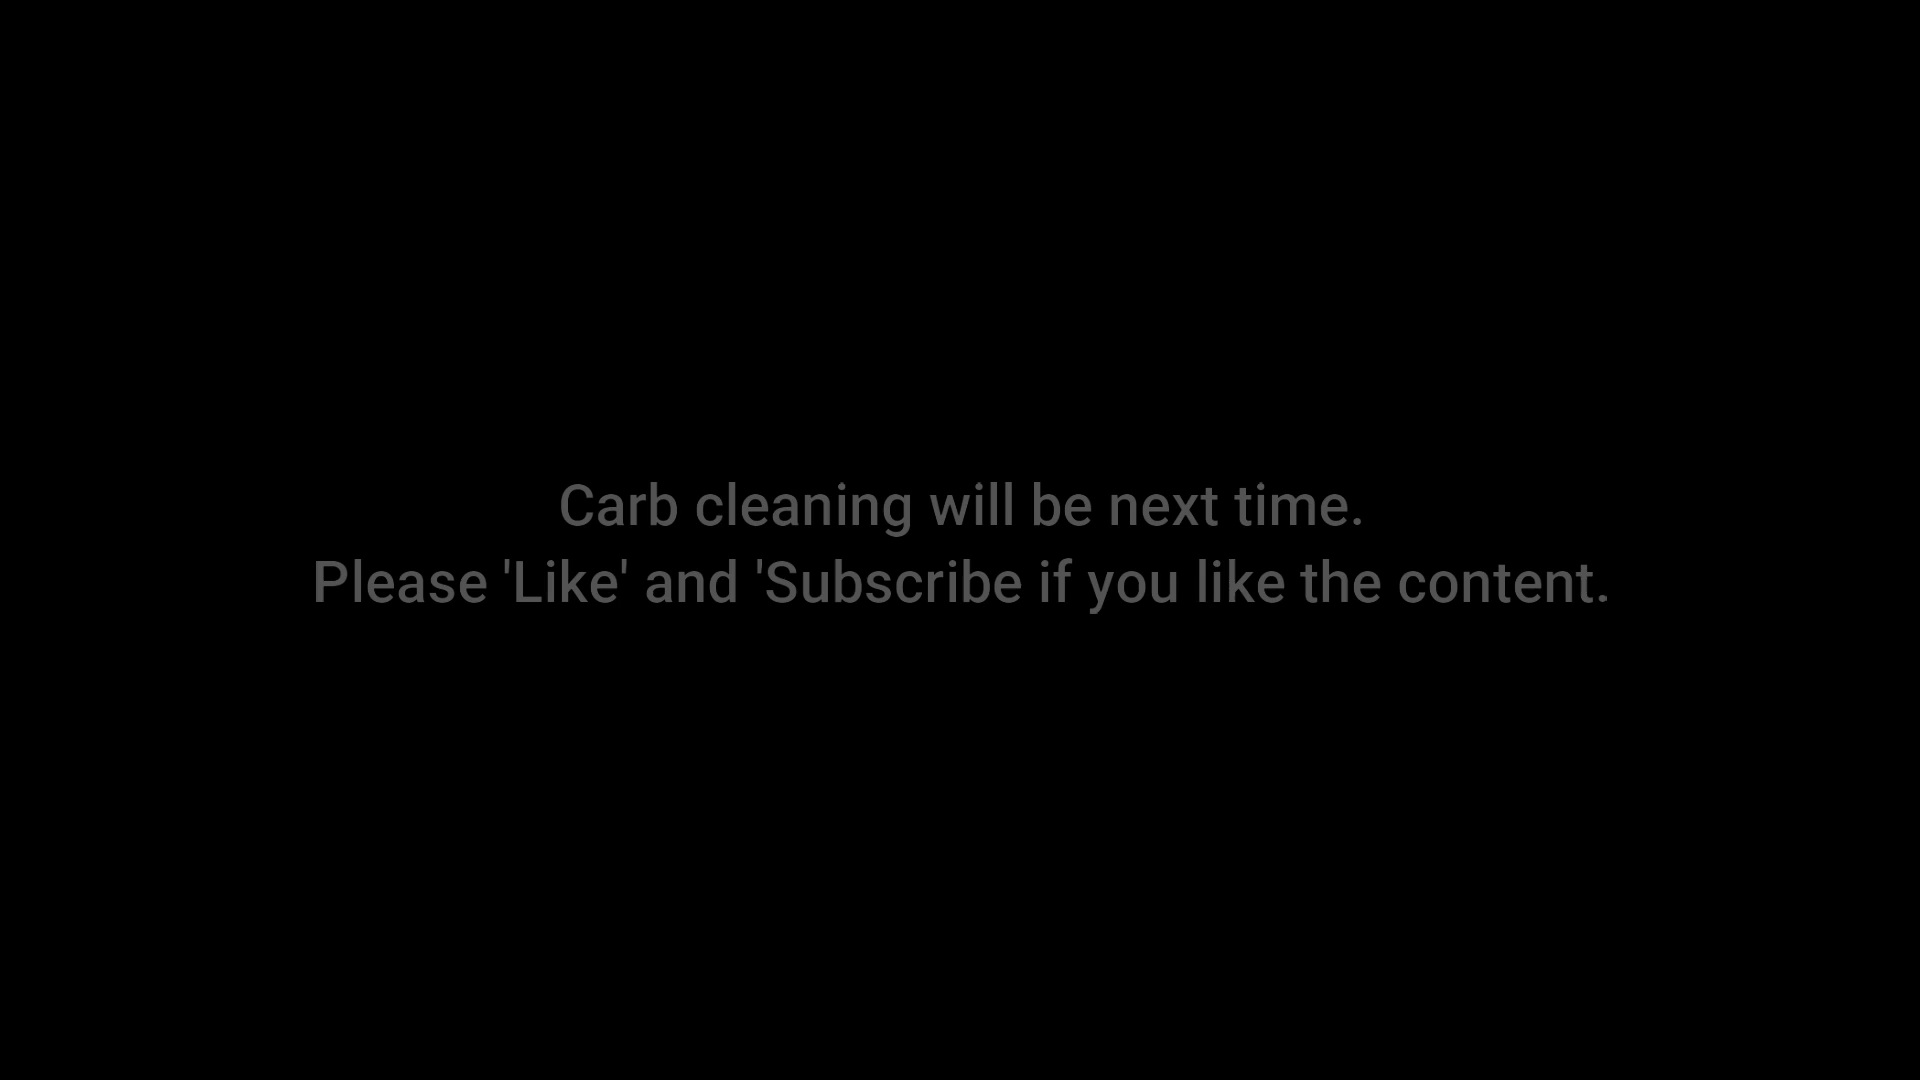 Carb cleaning will be next time.
Please 'Like' and 'Subscribe if you like the content.